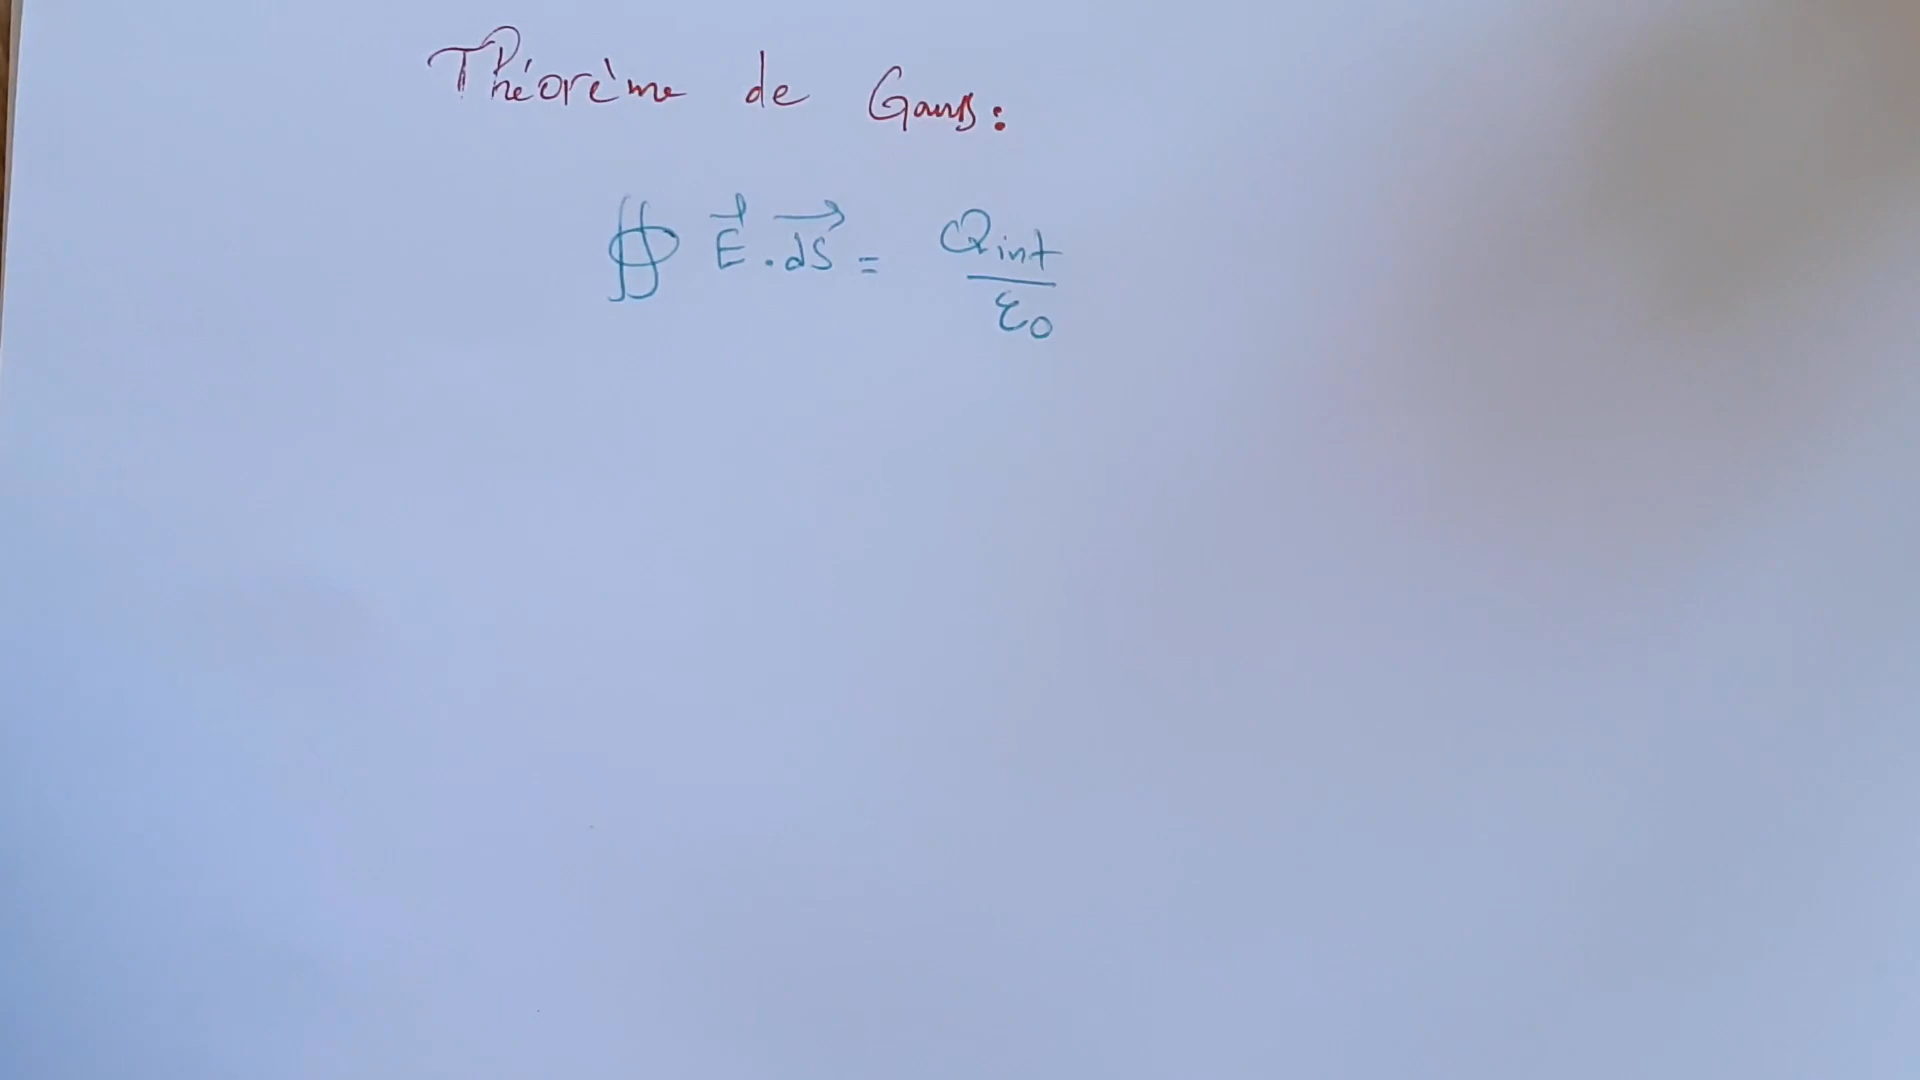 Théorème de Gauss:
∯ E⃗ . dS⃗ = Qint / ε0